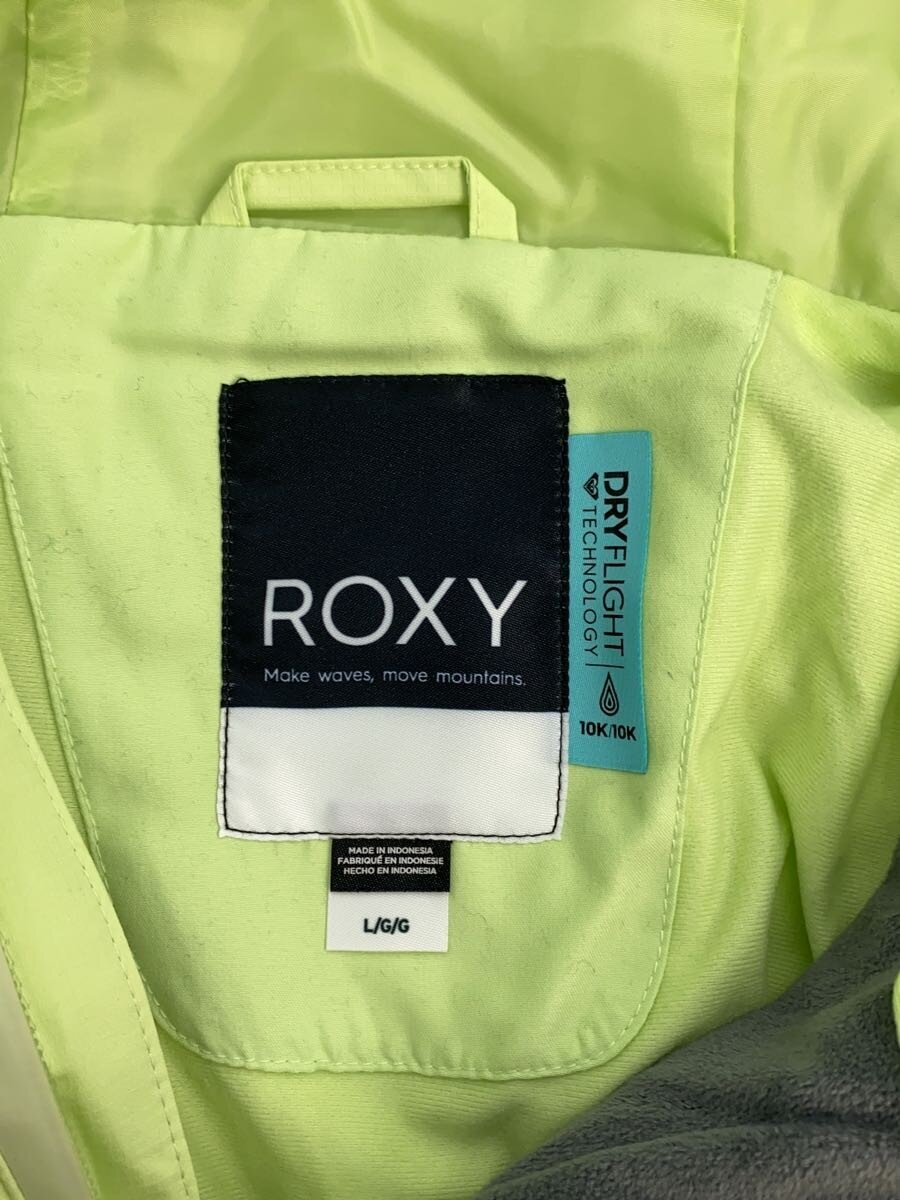 ROXY
Make waves, move mountains.
DRYFLIGHT
TECHNOLOGY
10K/10K
MADE IN INDONESIA
FABRIQUÉ EN INDONESIE
HECHO EN INDONESIA
L/G/G